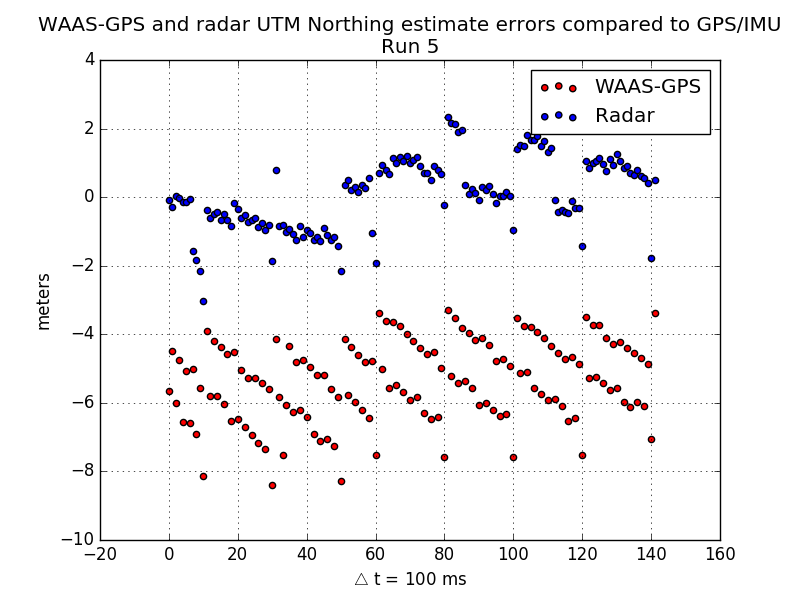 WAAS-GPS and radar UTM Northing estimate errors compared to GPS/IMU
Run 5
WAAS-GPS
Radar
meters
4
2
0
−2
−4
−6
−8
−10
−20 0 20 40 60 80 100 120 140 160
△ t = 100 ms